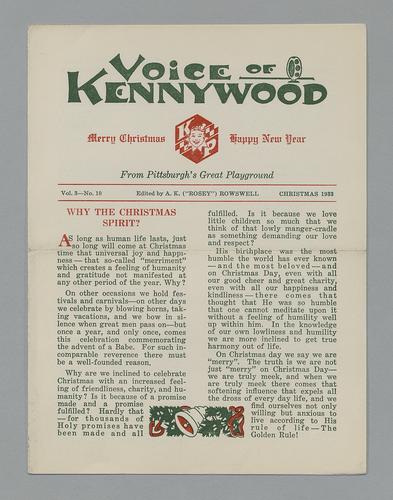 VOICE OF
KENNYWOOD
Merry Christmas
K
P
Happy New Year
From Pittsburgh's Great Playground
Vol. 3—No. 10 Edited by A. K. ("ROSEY") ROWSWELL CHRISTMAS 1933
WHY THE CHRISTMAS
SPIRIT?
AS long as human life lasts, just
so long will come at Christmas
time that universal joy and happi-
ness — that so-called "merriment"
which creates a feeling of humanity
and gratitude not manifested at
any other period of the year. Why?
On other occasions we hold fes-
tivals and carnivals—on other days
we celebrate by blowing horns, tak-
ing vacations, and we bow in si-
lence when great men pass on—but
once a year, and only once, comes
this celebration commemorating
the advent of a Babe. For such in-
comparable reverence there must
be a well-founded reason,
Why are we inclined to celebrate
Christmas with an increased feel-
ing of friendliness, charity, and hu-
manity? Is it because of a promise
made and a promise
fulfilled? Hardly that
— for thousands of
Holy promises have
been made and all
fulfilled. Is it because we love
little children so much that we
think of that lowly manger-cradle
as something demanding our love
and respect?
His birthplace was the most
humble the world has ever known
—and the most beloved—and
on Christmas Day, even with all
our good cheer and great charity,
even with all our happiness and
kindliness — there comes that
thought that He was so humble
that one cannot meditate upon it
without a feeling of humility well
up within him. In the knowledge
of our own lowliness and humility
we are more inclined to get true
harmony out of life.
On Christmas day we say we are
"merry". The truth is we are not
just "merry" on Christmas Day—
we are truly meek, and when we
are truly meek there comes that
softening influence that expels all
the dross of every day life, and we
find ourselves not only
willing but anxious to
live according to His
rule of life — The
Golden Rule!